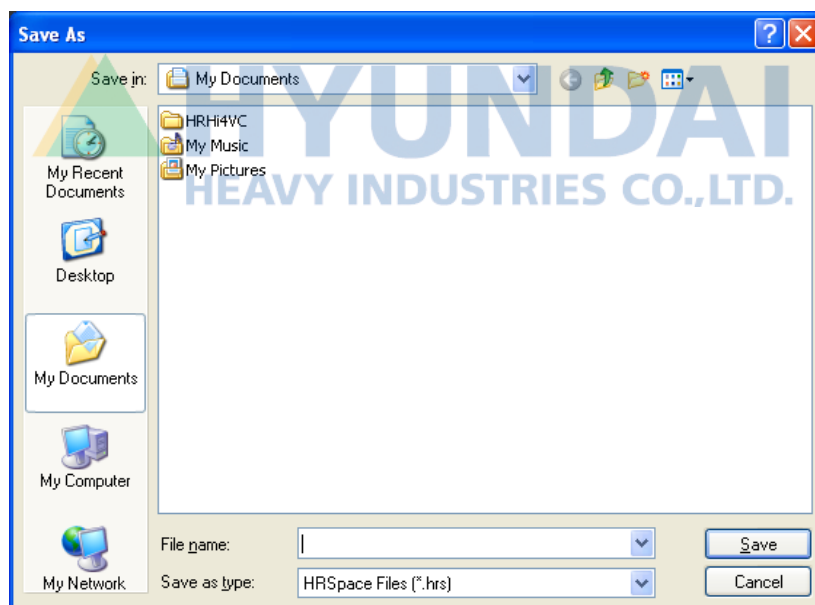 Save As
Save in:
My Documents
HYUNDAI
HEAVY INDUSTRIES CO.,LTD.
My Recent
Documents
Desktop
My Documents
My Computer
My Network
HRHi4VC
My Music
My Pictures
File name:
Save
Save as type:
HRSpace Files (*.hrs)
Cancel